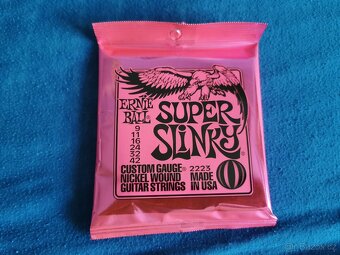 ERNIE
BALL®
SUPER
SLINKY
9
11
16
24
32
42
CUSTOM GAUGE®
NICKEL WOUND
GUITAR STRINGS
2223
MADE IN
USA